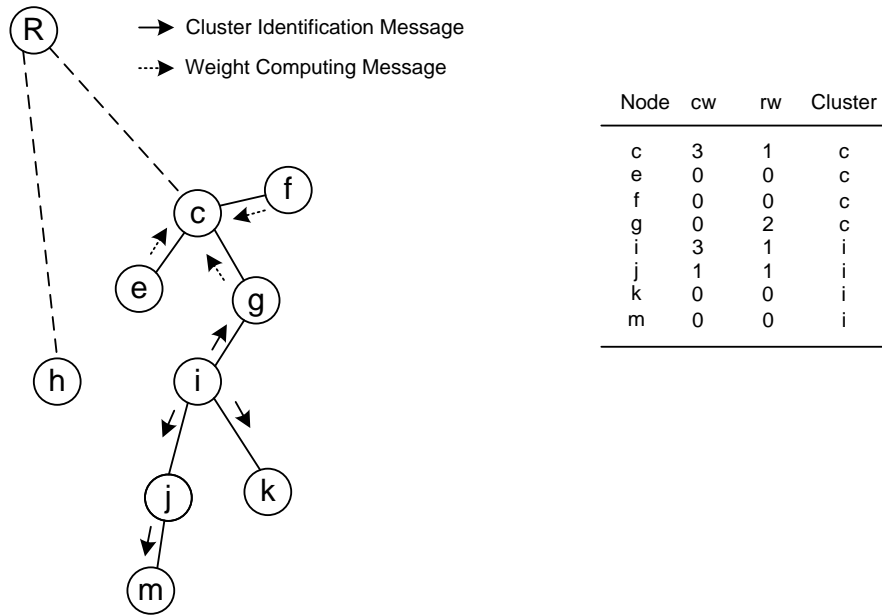 R
Cluster Identification Message
Weight Computing Message
Node cw rw Cluster
c 3 1 c
e 0 0 c
f 0 0 c
g 0 2 c
i 3 1 i
j 1 1 i
k 0 0 i
m 0 0 i
f
c
e
g
h
i
k
j
m